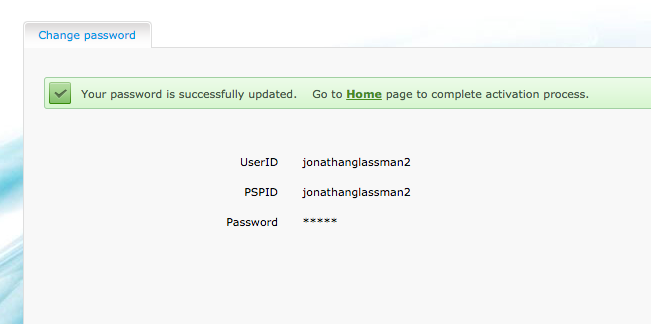 Change password
Your password is successfully updated. Go to Home page to complete activation process.
UserID jonathanglassman2
PSPID jonathanglassman2
Password *****